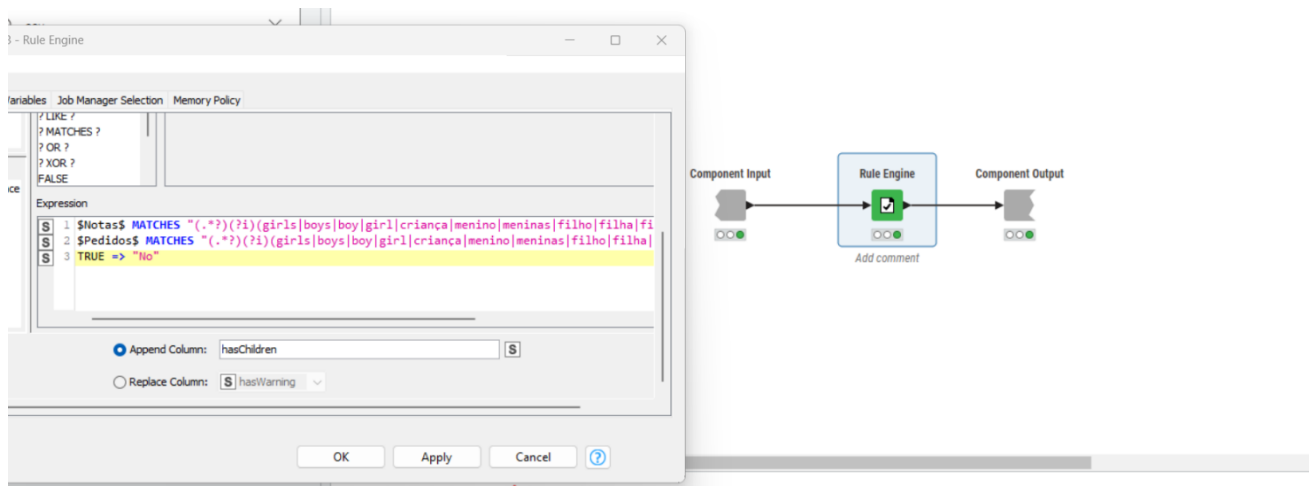 3 - Rule Engine
Variables Job Manager Selection Memory Policy
? LIKE ?
? MATCHES ?
? OR ?
? XOR ?
FALSE
Expression
S 1 $Notas$ MATCHES "(.*?)(?i)(girls|boys|boy|girl|criança|menino|meninas|filho|filha|fi
S 2 $Pedidos$ MATCHES "(.*?)(?i)(girls|boys|boy|girl|criança|menino|meninas|filho|filha|
S 3 TRUE => "No"
Append Column: hasChildren S
Replace Column: S hasWarning
OK Apply Cancel ?
Component Input
Rule Engine
Component Output
Add comment